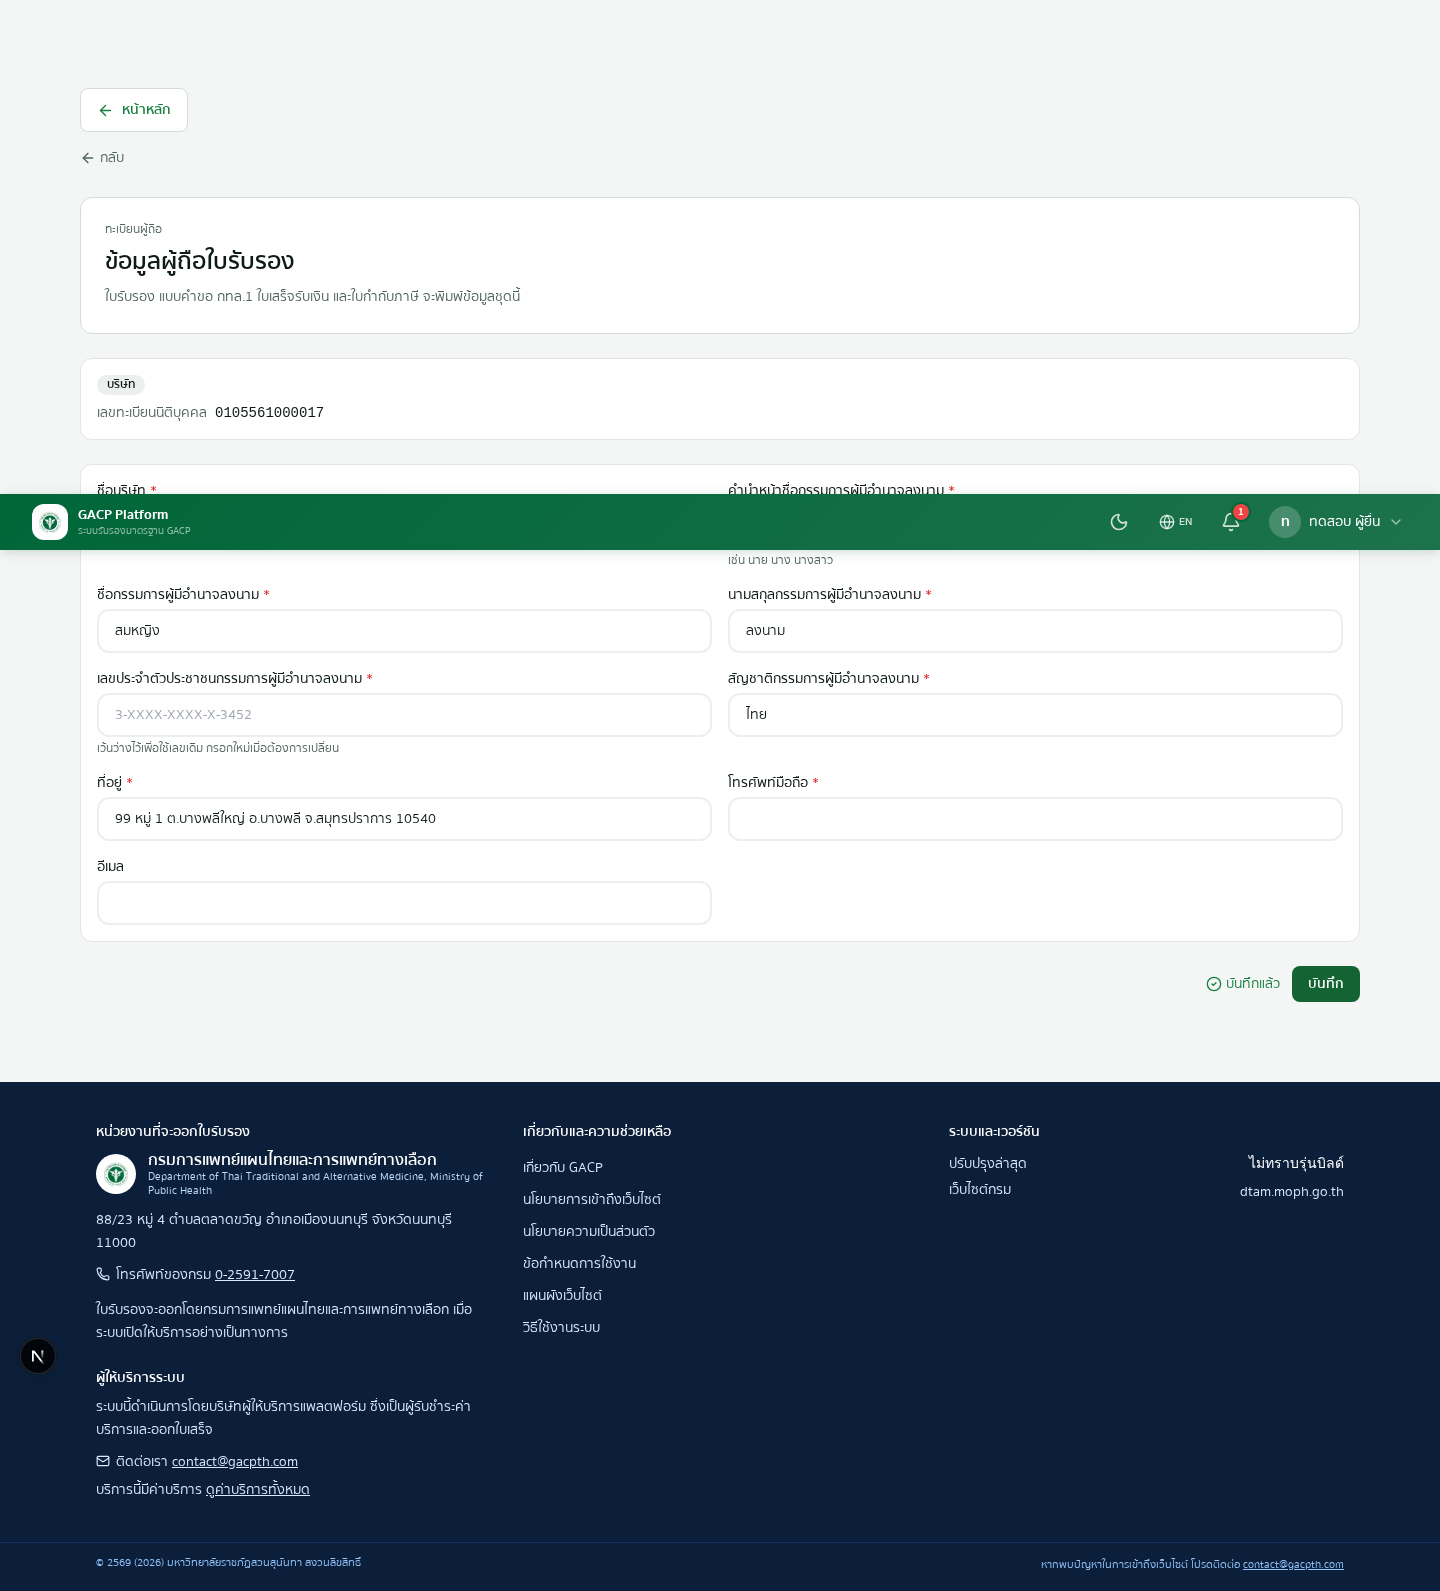 หน้าหลัก
กลับ
ทะเบียนผู้ถือ
ข้อมูลผู้ถือใบรับรอง
ใบรับรอง แบบคำขอ กทล.1 ใบเสร็จรับเงิน และใบกำกับภาษี จะพิมพ์ข้อมูลชุดนี้
บริษัท
เลขทะเบียนนิติบุคคล 0105561000017
ชื่อบริษัท *
คำนำหน้าชื่อกรรมการผู้มีอำนาจลงนาม *
GACP Platform
ระบบรับรองมาตรฐาน GACP
EN
1
ท
ทดสอบ ผู้ยื่น
เช่น นาย นาง นางสาว
ชื่อกรรมการผู้มีอำนาจลงนาม *
นามสกุลกรรมการผู้มีอำนาจลงนาม *
สมหญิง
ลงนาม
เลขประจำตัวประชาชนกรรมการผู้มีอำนาจลงนาม *
สัญชาติกรรมการผู้มีอำนาจลงนาม *
3-XXXX-XXXX-X-3452
ไทย
เว้นว่างไว้เพื่อใช้เลขเดิม กรอกใหม่เมื่อต้องการเปลี่ยน
ที่อยู่ *
โทรศัพท์มือถือ *
99 หมู่ 1 ต.บางพลีใหญ่ อ.บางพลี จ.สมุทรปราการ 10540
อีเมล
บันทึกแล้ว
บันทึก
หน่วยงานที่จะออกใบรับรอง
กรมการแพทย์แผนไทยและการแพทย์ทางเลือก
Department of Thai Traditional and Alternative Medicine, Ministry of
Public Health
88/23 หมู่ 4 ตำบลตลาดขวัญ อำเภอเมืองนนทบุรี จังหวัดนนทบุรี
11000
โทรศัพท์ของกรม 0-2591-7007
ใบรับรองจะออกโดยกรมการแพทย์แผนไทยและการแพทย์ทางเลือก เมื่อ
ระบบเปิดให้บริการอย่างเป็นทางการ
ผู้ให้บริการระบบ
ระบบนี้ดำเนินการโดยบริษัทผู้ให้บริการแพลตฟอร์ม ซึ่งเป็นผู้รับชำระค่า
บริการและออกใบเสร็จ
ติดต่อเรา contact@gacpth.com
บริการนี้มีค่าบริการ ดูค่าบริการทั้งหมด
เกี่ยวกับและความช่วยเหลือ
เกี่ยวกับ GACP
นโยบายการเข้าถึงเว็บไซต์
นโยบายความเป็นส่วนตัว
ข้อกำหนดการใช้งาน
แผนผังเว็บไซต์
วิธีใช้งานระบบ
ระบบและเวอร์ชัน
ปรับปรุงล่าสุด
ไม่ทราบรุ่นบิลด์
เว็บไซต์กรม
dtam.moph.go.th
N
© 2569 (2026) มหาวิทยาลัยราชภัฏสวนสุนันทา สงวนลิขสิทธิ์
หากพบปัญหาในการเข้าถึงเว็บไซต์ โปรดติดต่อ contact@gacpth.com